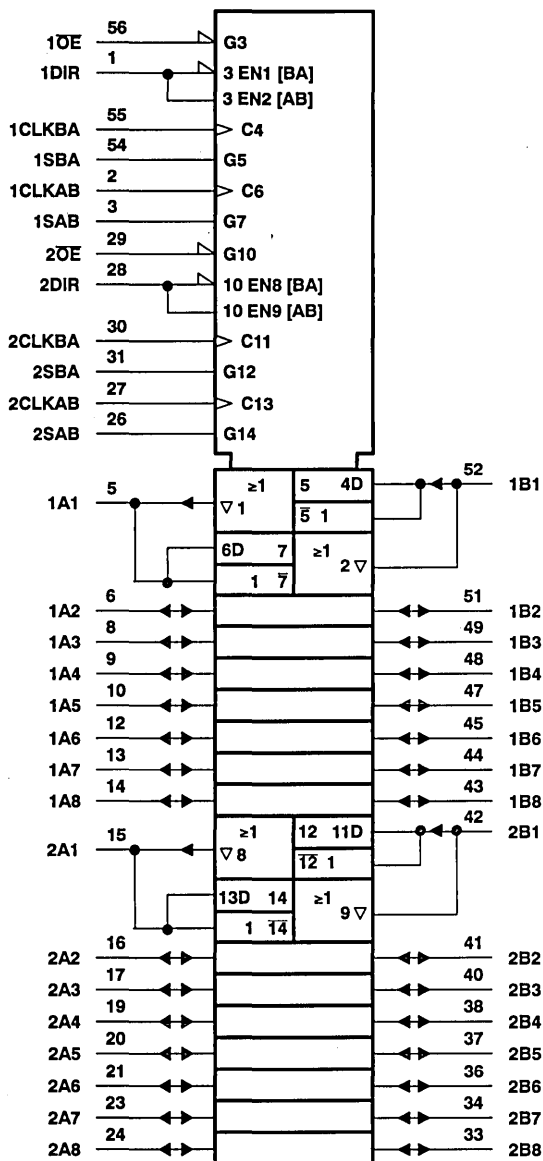 1O̅E̅ 56 G3
1DIR 1 3 EN1 [BA]
3 EN2 [AB]
1CLKBA 55 C4
1SBA 54 G5
1CLKAB 2 C6
1SAB 3 G7
2O̅E̅ 29 G10
2DIR 28 10 EN8 [BA]
10 EN9 [AB]
2CLKBA 30 C11
2SBA 31 G12
2CLKAB 27 C13
2SAB 26 G14
1A1 5 ≥1 5 4D 52 1B1
▽ 1 5̅ 1
6D 7 ≥1
1 7̅ 2 ▽
1A2 6 51 1B2
1A3 8 49 1B3
1A4 9 48 1B4
1A5 10 47 1B5
1A6 12 45 1B6
1A7 13 44 1B7
1A8 14 43 1B8
2A1 15 ≥1 12 11D 42 2B1
▽ 8 1̅2̅ 1
13D 14 ≥1
1 1̅4̅ 9 ▽
2A2 16 41 2B2
2A3 17 40 2B3
2A4 19 38 2B4
2A5 20 37 2B5
2A6 21 36 2B6
2A7 23 34 2B7
2A8 24 33 2B8